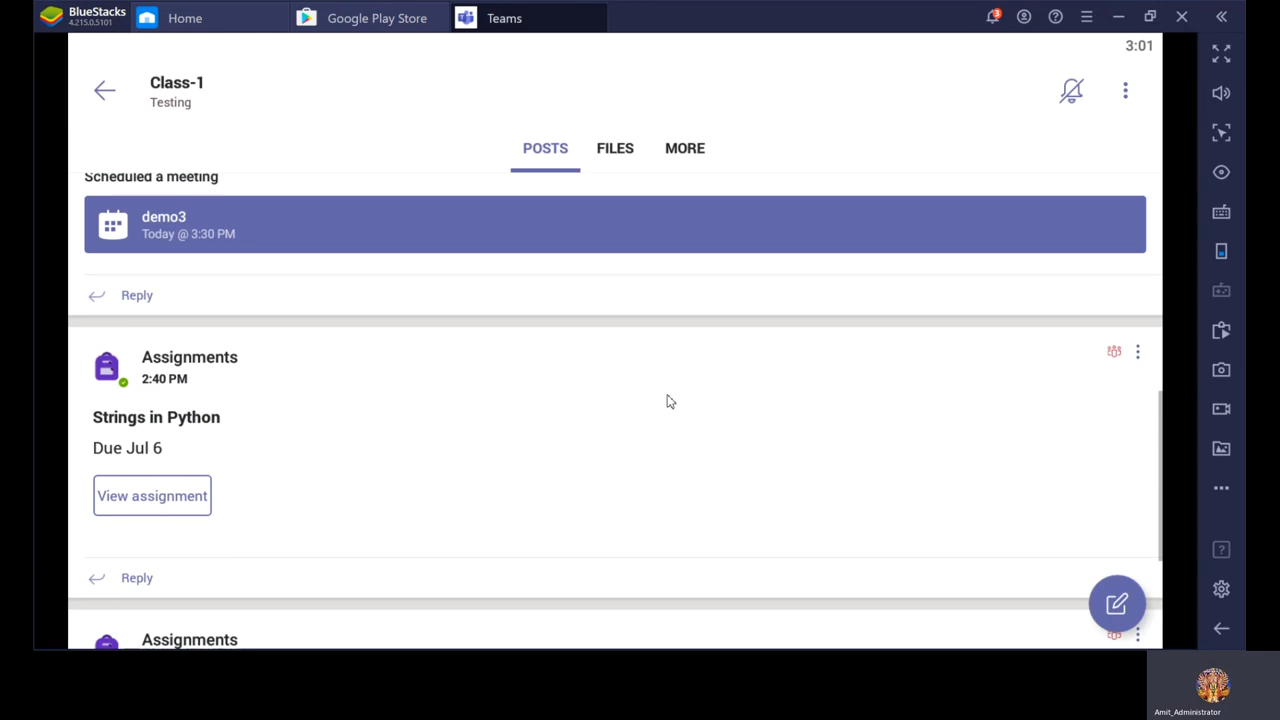 BlueStacks
4.215.0.5101
Home
Google Play Store
Teams
3
3:01
Class-1
Testing
POSTS
FILES
MORE
Scheduled a meeting
demo3
Today @ 3:30 PM
Reply
Assignments
2:40 PM
Strings in Python
Due Jul 6
View assignment
Reply
Assignments
Amit_Administrator